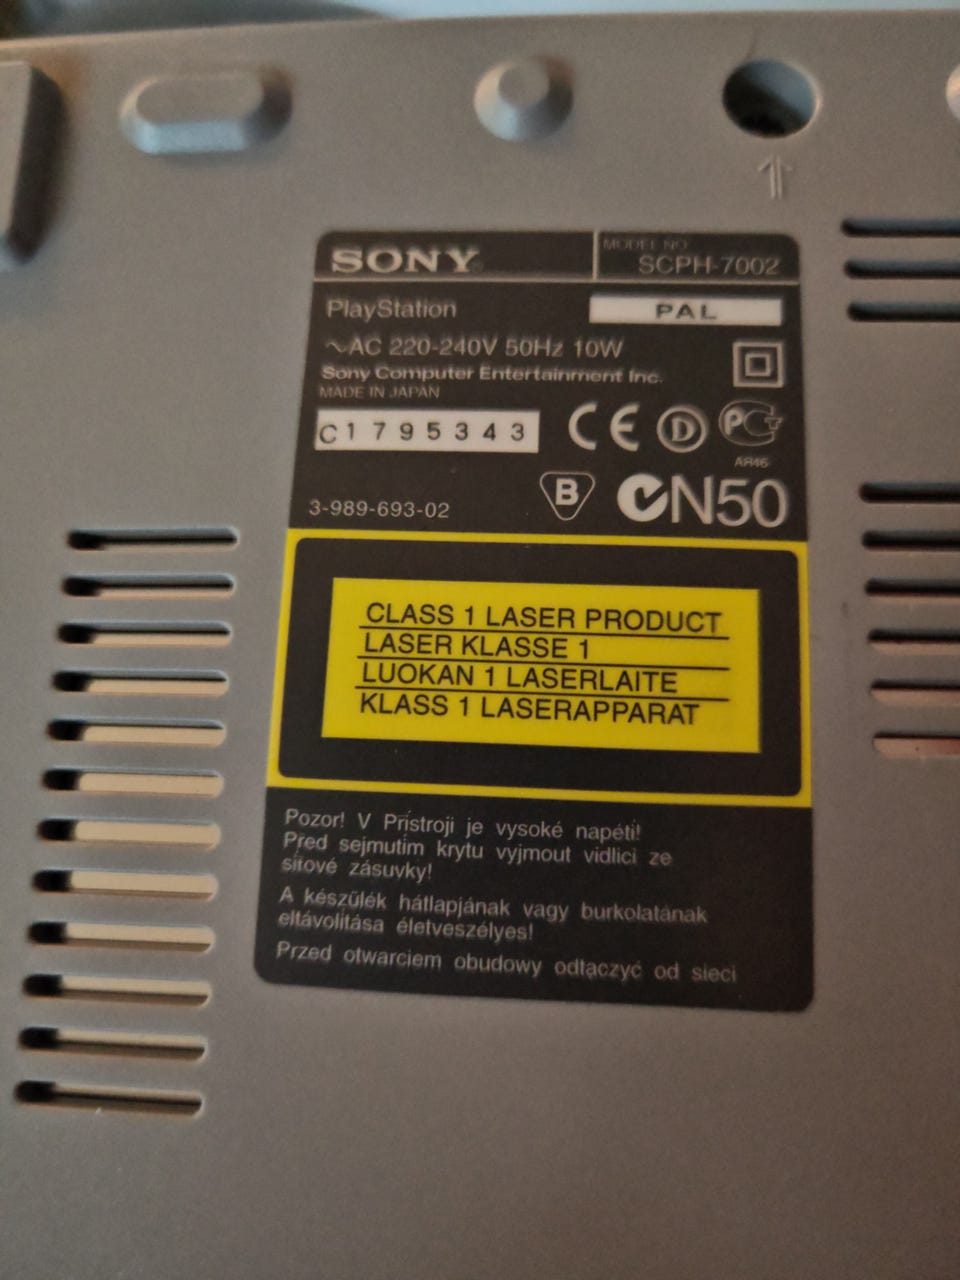 SONY
MODEL NO.
SCPH-7002
PlayStation
PAL
~AC 220-240V 50Hz 10W
Sony Computer Entertainment Inc.
MADE IN JAPAN
C1795343
CE D PCT
AR46
3-989-693-02
B N50
CLASS 1 LASER PRODUCT
LASER KLASSE 1
LUOKAN 1 LASERLAITE
KLASS 1 LASERAPPARAT
Pozor! V Přístroji je vysoké napětí!
Před sejmutím krytu vyjmout vidlici ze
síťové zásuvky!
A készülék hátlapjának vagy burkolatának
eltávolítása életveszélyes!
Przed otwarciem obudowy odłączyć od sieci